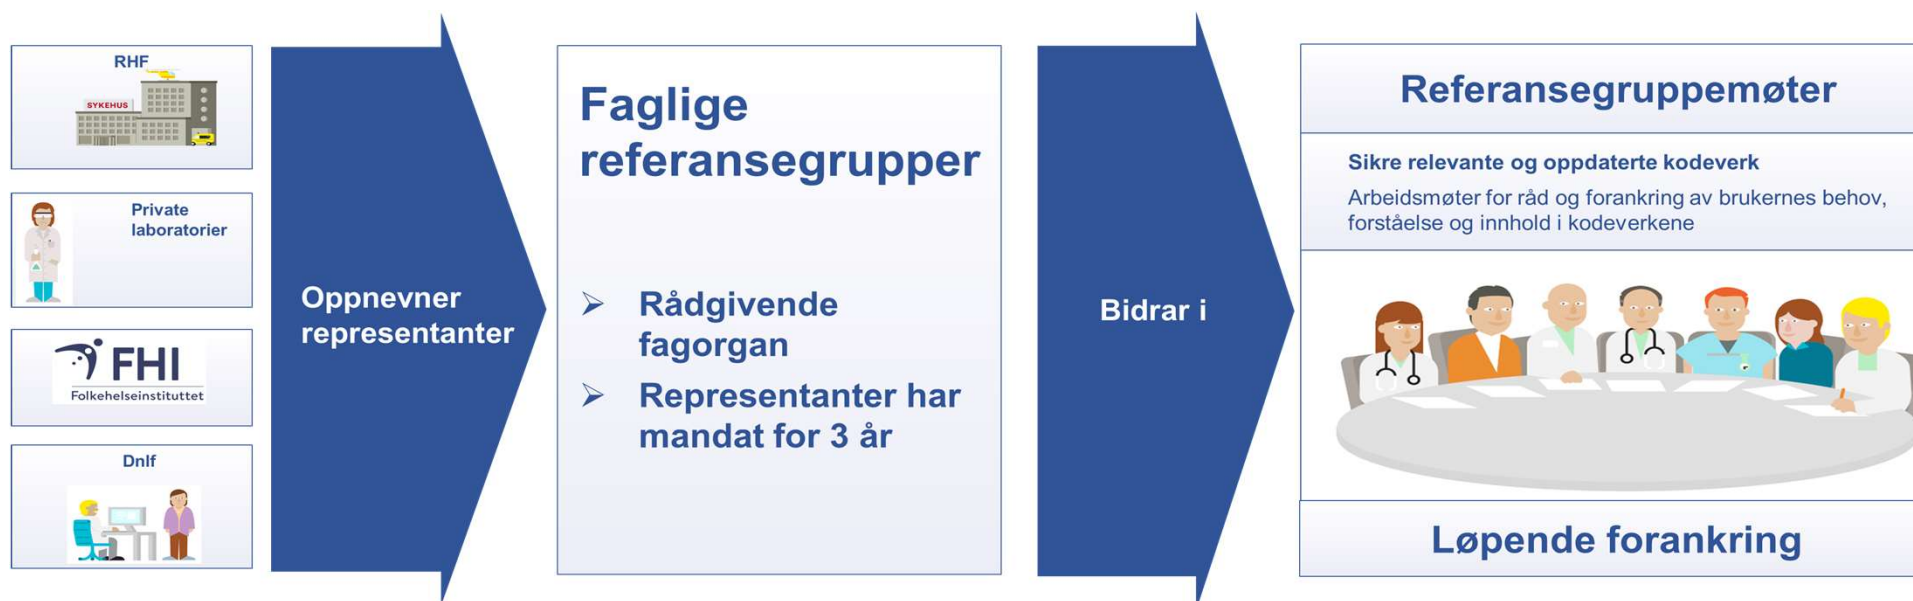 RHF
SYKEHUS
Private
laboratorier
FHI
Folkehelseinstituttet
Dnlf
Oppnevner
representanter
Faglige
referansegrupper
➢ Rådgivende
fagorgan
➢ Representanter har
mandat for 3 år
Bidrar i
Referansegruppemøter
Sikre relevante og oppdaterte kodeverk
Arbeidsmøter for råd og forankring av brukernes behov,
forståelse og innhold i kodeverkene
Løpende forankring